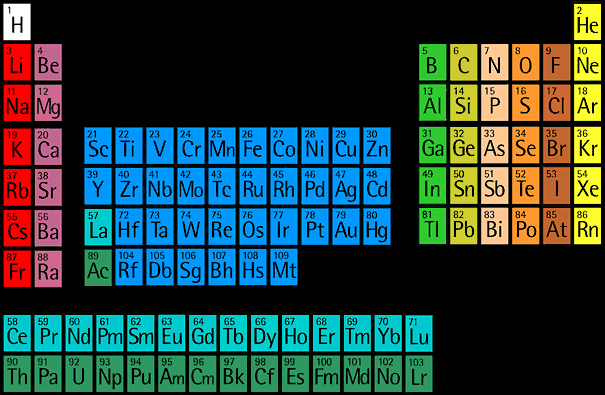 1 2
H He
3 4 5 6 7 8 9 10
Li Be B C N O F Ne
11 12 13 14 15 16 17 18
Na Mg Al Si P S Cl Ar
19 20 21 22 23 24 25 26 27 28 29 30 31 32 33 34 35 36
K Ca Sc Ti V Cr Mn Fe Co Ni Cu Zn Ga Ge As Se Br Kr
37 38 39 40 41 42 43 44 45 46 47 48 49 50 51 52 53 54
Rb Sr Y Zr Nb Mo Tc Ru Rh Pd Ag Cd In Sn Sb Te I Xe
55 56 57 72 73 74 75 76 77 78 79 80 81 82 83 84 85 86
Cs Ba La Hf Ta W Re Os Ir Pt Au Hg Tl Pb Bi Po At Rn
87 88 89 104 105 106 107 108 109
Fr Ra Ac Rf Db Sg Bh Hs Mt
58 59 60 61 62 63 64 65 66 67 68 69 70 71
Ce Pr Nd Pm Sm Eu Gd Tb Dy Ho Er Tm Yb Lu
90 91 92 93 94 95 96 97 98 99 100 101 102 103
Th Pa U Np Pu Am Cm Bk Cf Es Fm Md No Lr